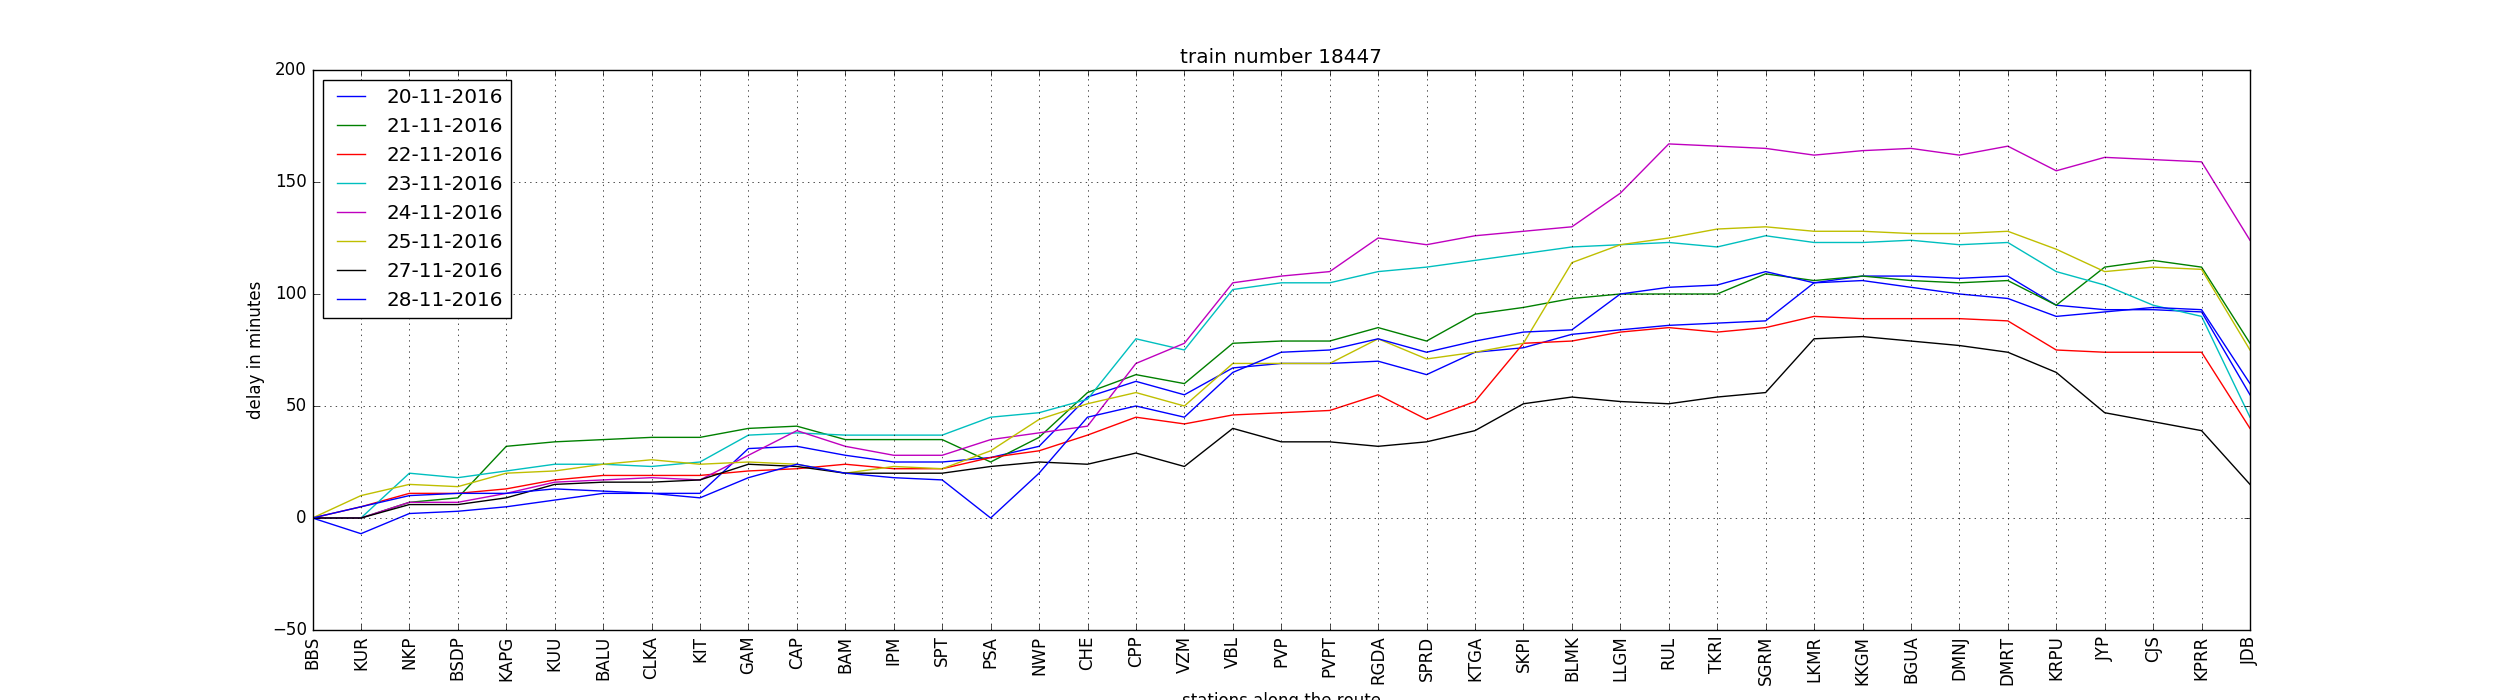 train number 18447
200
150
100
50
0
−50
delay in minutes
20-11-2016
21-11-2016
22-11-2016
23-11-2016
24-11-2016
25-11-2016
27-11-2016
28-11-2016
BBS
KUR
NKP
BSDP
KAPG
KUU
BALU
CLKA
KIT
GAM
CAP
BAM
IPM
SPT
PSA
NWP
CHE
CPP
VZM
VBL
PVP
PVPT
RGDA
SPRD
KTGA
SKPI
BLMK
LLGM
RUL
TKRI
SGRM
LKMR
KKGM
BGUA
DMNJ
DMRT
KRPU
JYP
CJS
KPRR
JDB
stations along the route